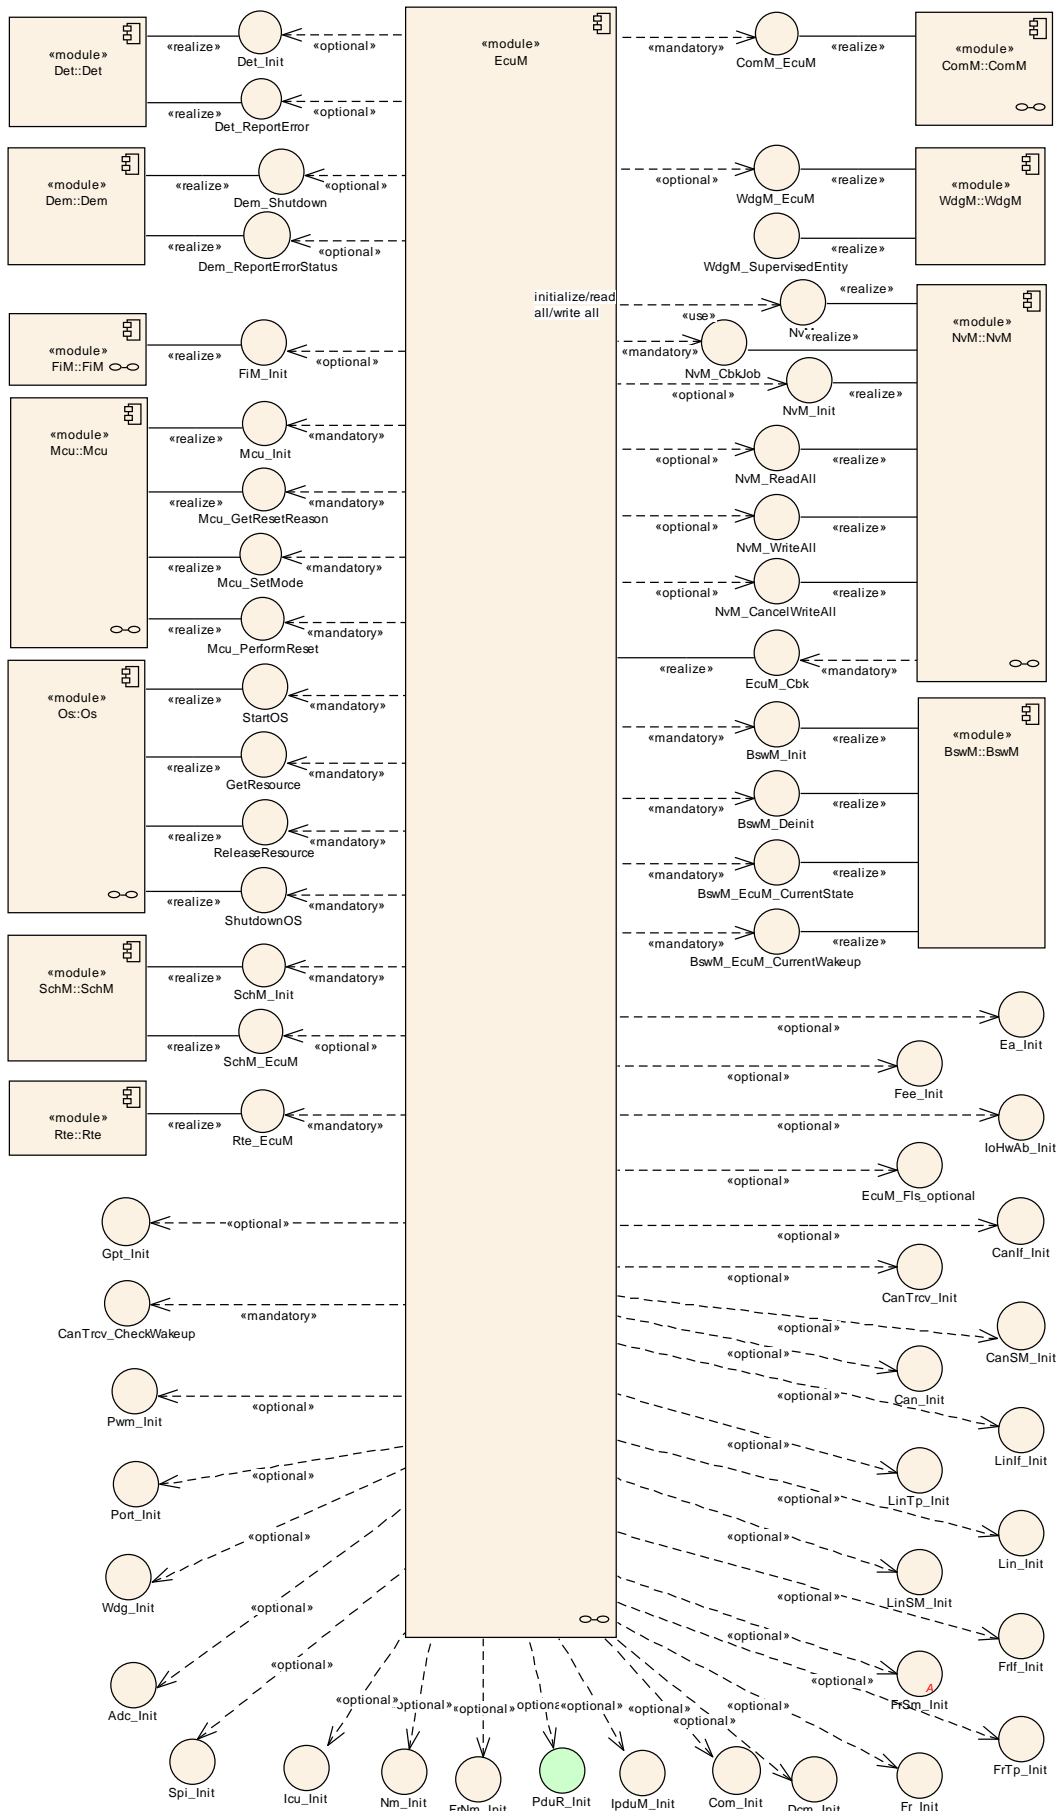 «module»
EcuM
«module»
Det::Det
«realize»
Det_Init
«optional»
«realize»
Det_ReportError
«optional»
«module»
Dem::Dem
«realize»
Dem_Shutdown
«optional»
«realize»
Dem_ReportErrorStatus
«optional»
«module»
FiM::FiM
«realize»
FiM_Init
«optional»
«module»
Mcu::Mcu
«realize»
Mcu_Init
«mandatory»
«realize»
Mcu_GetResetReason
«mandatory»
«realize»
Mcu_SetMode
«mandatory»
«realize»
Mcu_PerformReset
«mandatory»
«module»
Os::Os
«realize»
StartOS
«mandatory»
«realize»
GetResource
«mandatory»
«realize»
ReleaseResource
«mandatory»
«realize»
ShutdownOS
«mandatory»
«module»
SchM::SchM
«realize»
SchM_Init
«mandatory»
«realize»
SchM_EcuM
«optional»
«module»
Rte::Rte
«realize»
Rte_EcuM
«mandatory»
«optional»
Gpt_Init
«mandatory»
CanTrcv_CheckWakeup
«optional»
Pwm_Init
«optional»
Port_Init
«optional»
Wdg_Init
«optional»
Adc_Init
«optional»
Spi_Init
«mandatory»
ComM_EcuM
«realize»
«module»
ComM::ComM
«optional»
WdgM_EcuM
«realize»
«module»
WdgM::WdgM
WdgM_SupervisedEntity
«realize»
initialize/read
all/write all
«use»
«realize»
«module»
NvM::NvM
«mandatory»
NvM_CbkJob
«realize»
«optional»
NvM_Init
«realize»
«optional»
NvM_ReadAll
«realize»
«optional»
NvM_WriteAll
«realize»
«optional»
NvM_CancelWriteAll
«realize»
«realize»
EcuM_Cbk
«mandatory»
«module»
BswM::BswM
«mandatory»
BswM_Init
«realize»
«mandatory»
BswM_Deinit
«realize»
«mandatory»
BswM_EcuM_CurrentState
«realize»
«mandatory»
BswM_EcuM_CurrentWakeup
«realize»
«optional»
Ea_Init
«optional»
Fee_Init
«optional»
IoHwAb_Init
«optional»
EcuM_Fls_optional
«optional»
CanIf_Init
«optional»
CanTrcv_Init
«optional»
CanSM_Init
«optional»
Can_Init
«optional»
LinIf_Init
«optional»
LinTp_Init
«optional»
Lin_Init
«optional»
LinSM_Init
«optional»
FrIf_Init
«optional»
A
FrSm_Init
«optional»
FrTp_Init
«optional»
Fr_Init
«optional»
Icu_Init
Nm_Init
«optional»
FrNm_Init
PduR_Init
«optional»
IpduM_Init
«optional»
Com_Init
«optional»
Dcm_Init